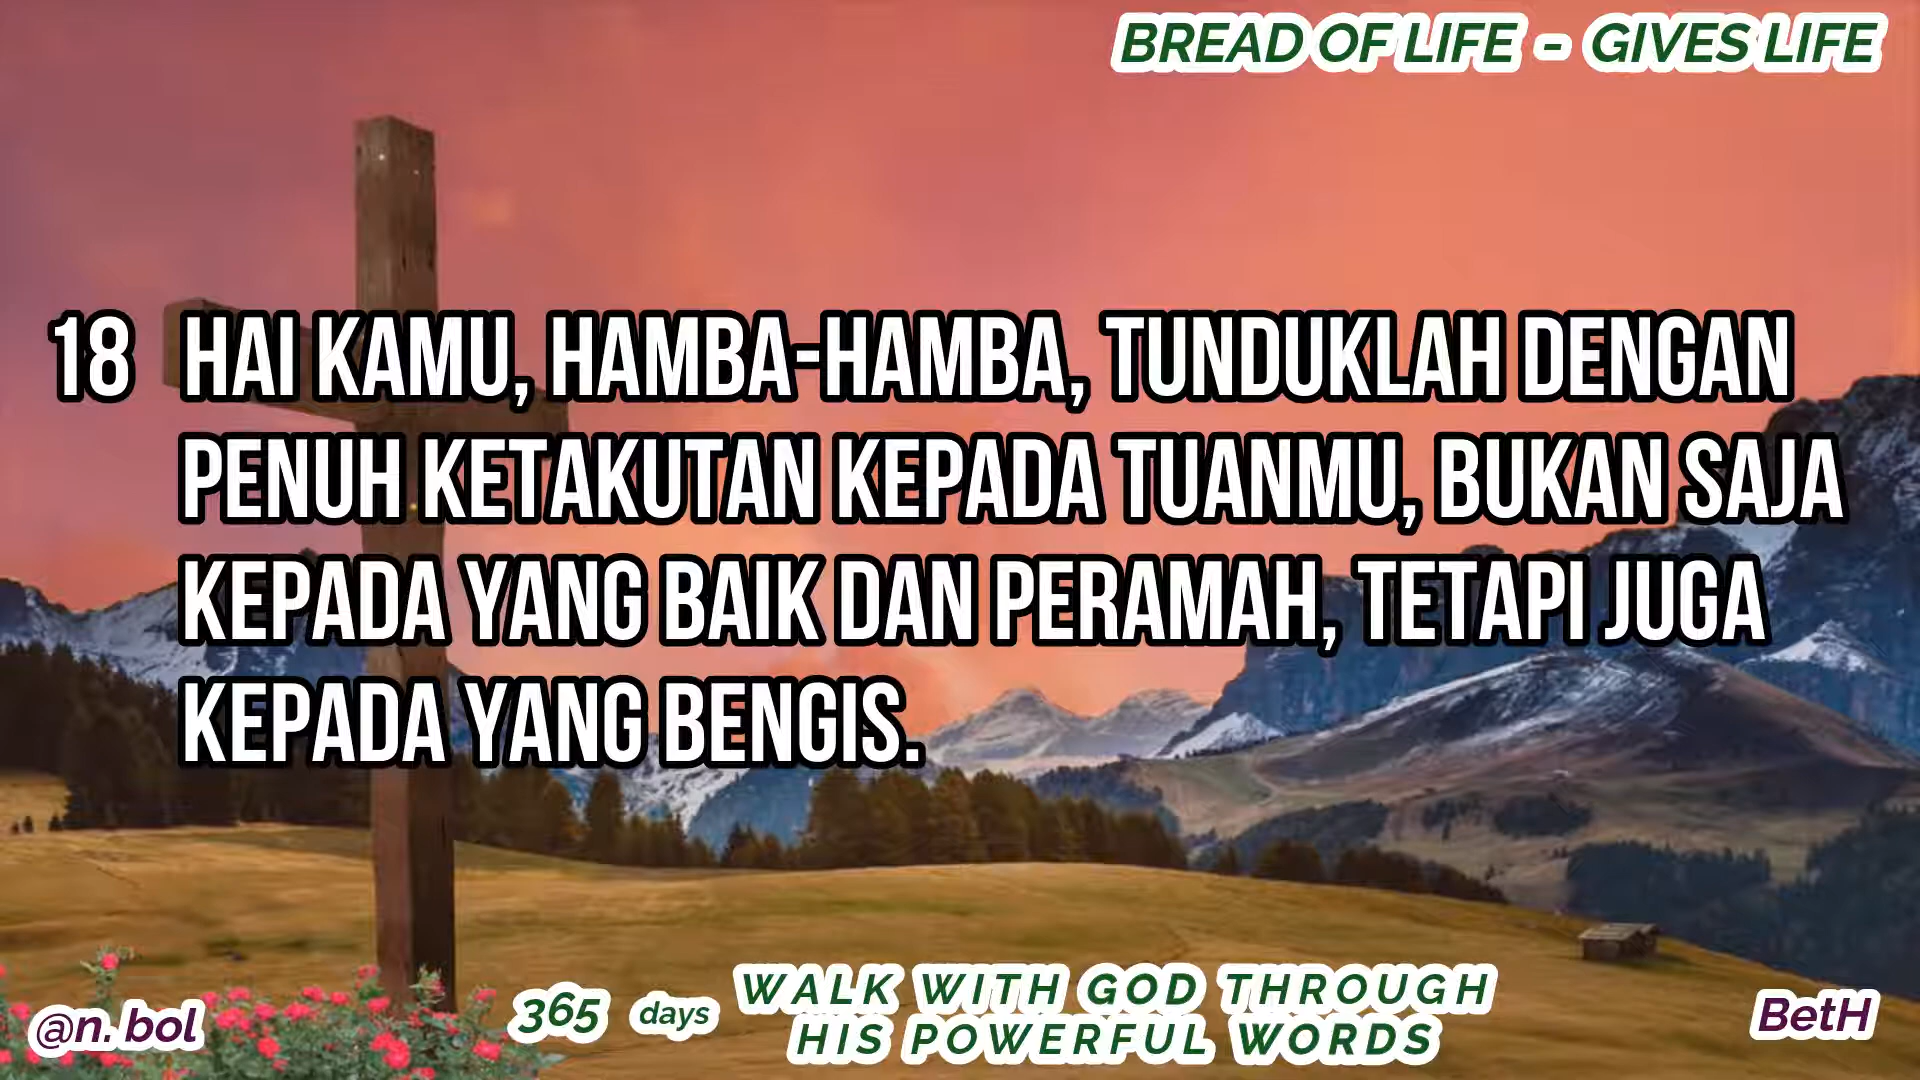 BREAD OF LIFE - GIVES LIFE
18 HAI KAMU, HAMBA-HAMBA, TUNDUKLAH DENGAN
PENUH KETAKUTAN KEPADA TUANMU, BUKAN SAJA
KEPADA YANG BAIK DAN PERAMAH, TETAPI JUGA
KEPADA YANG BENGIS.
@n.bol
365 days
WALK WITH GOD THROUGH
HIS POWERFUL WORDS
BetH